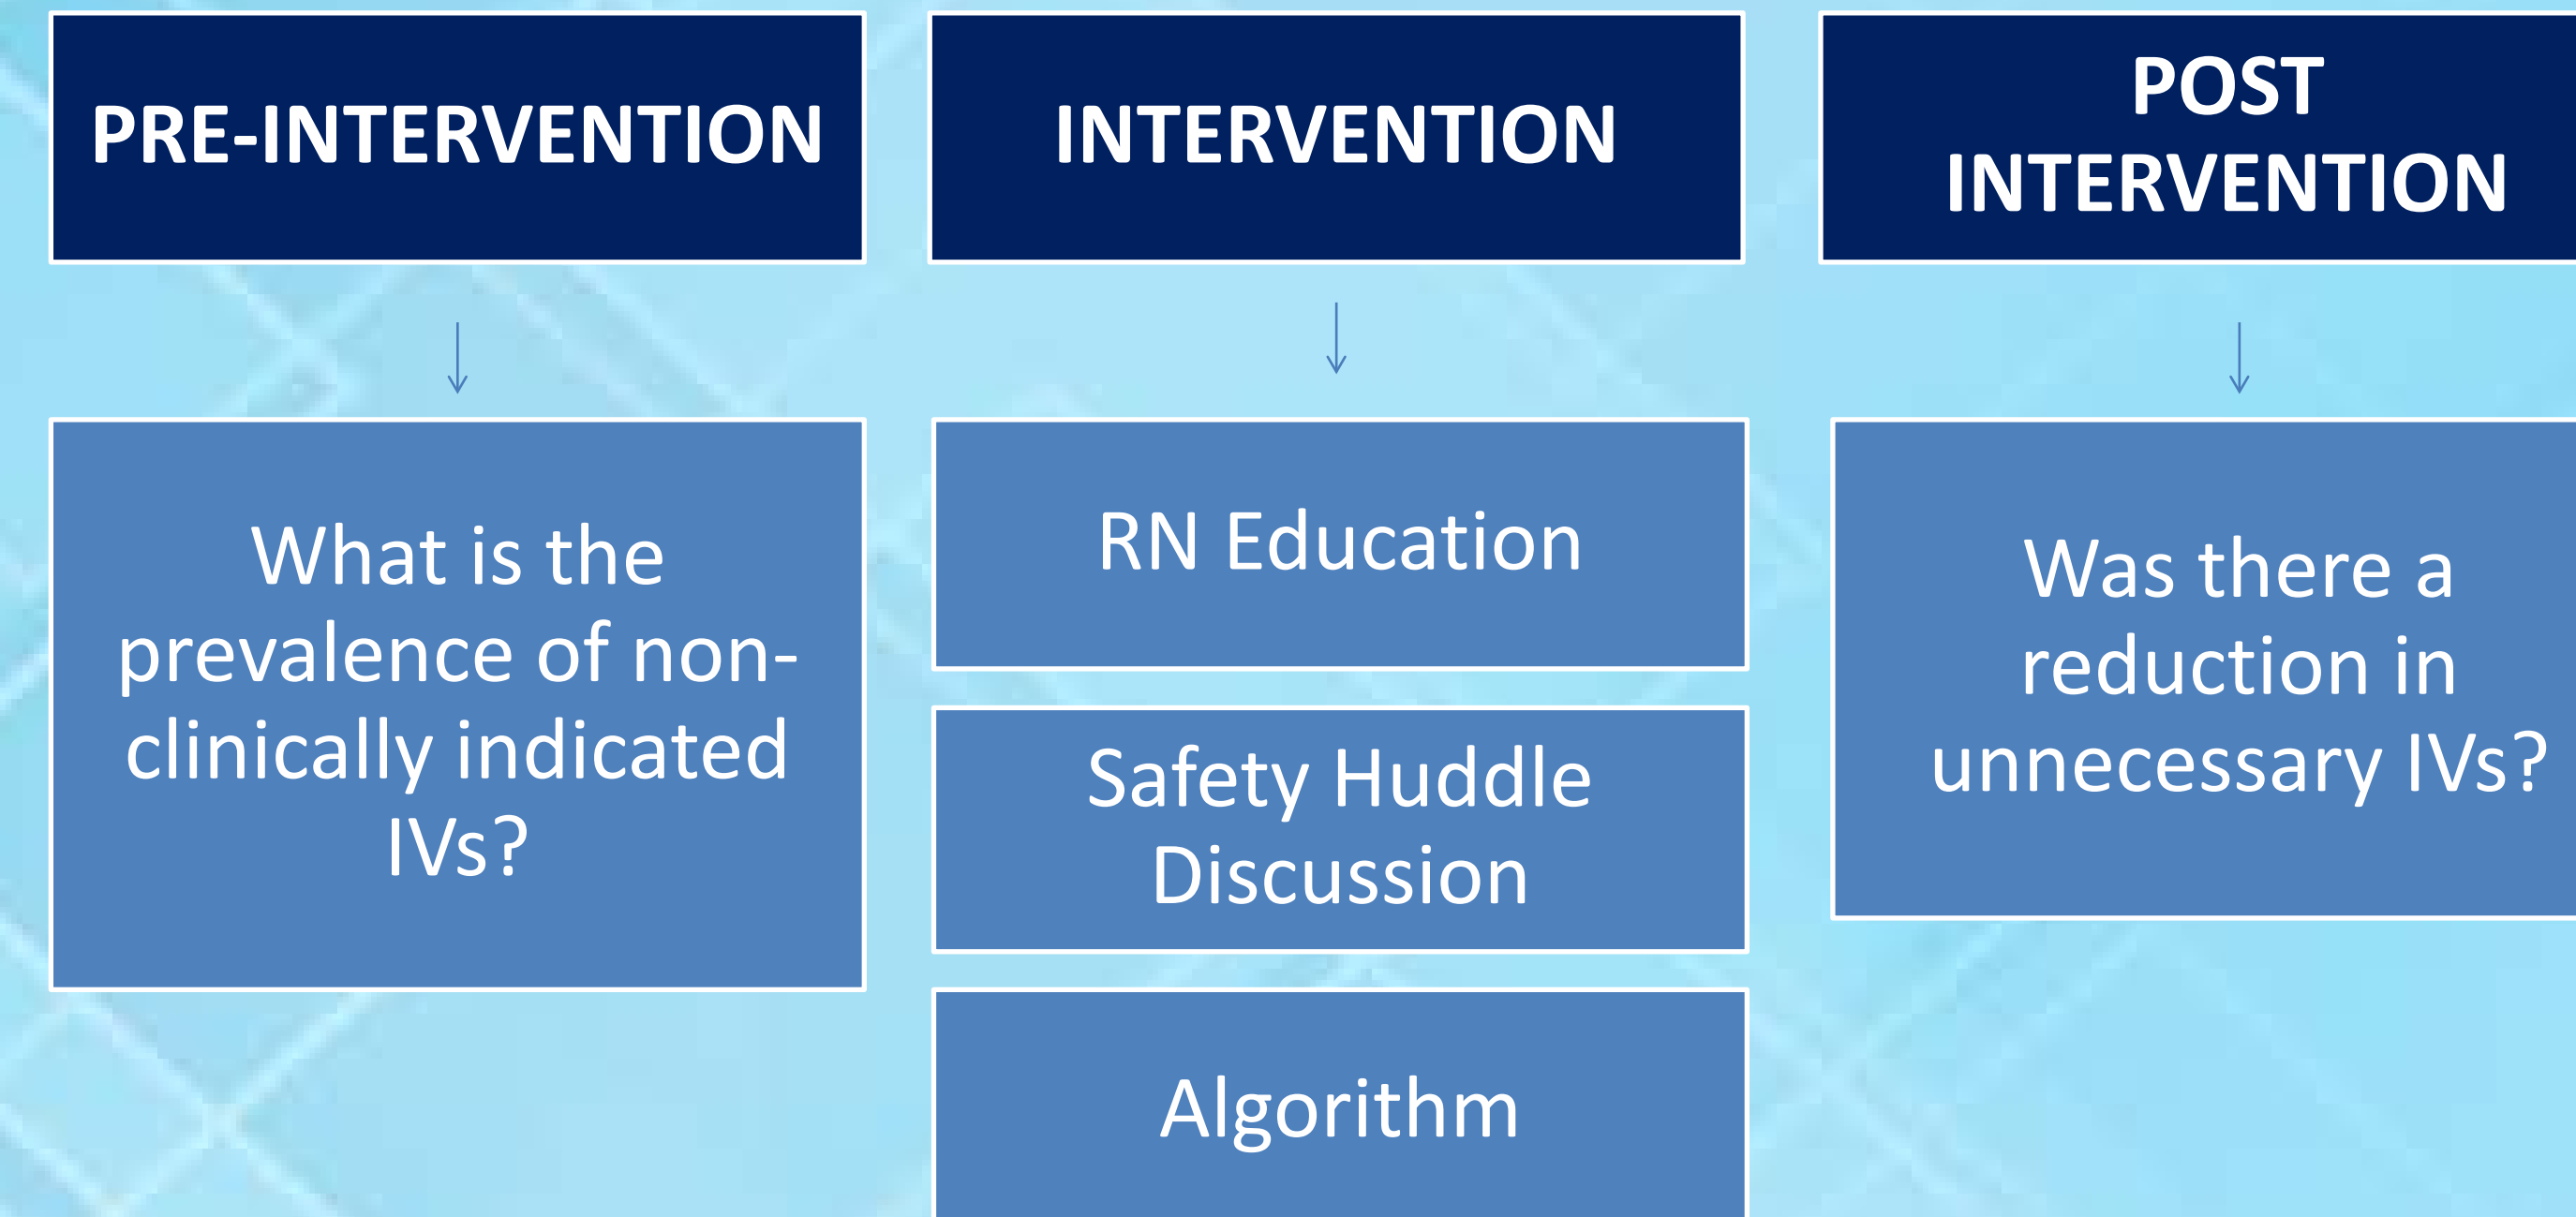 PRE-INTERVENTION
What is the
prevalence of non-
clinically indicated
IVs?
INTERVENTION
RN Education
Safety Huddle
Discussion
Algorithm
POST
INTERVENTION
Was there a
reduction in
unnecessary IVs?